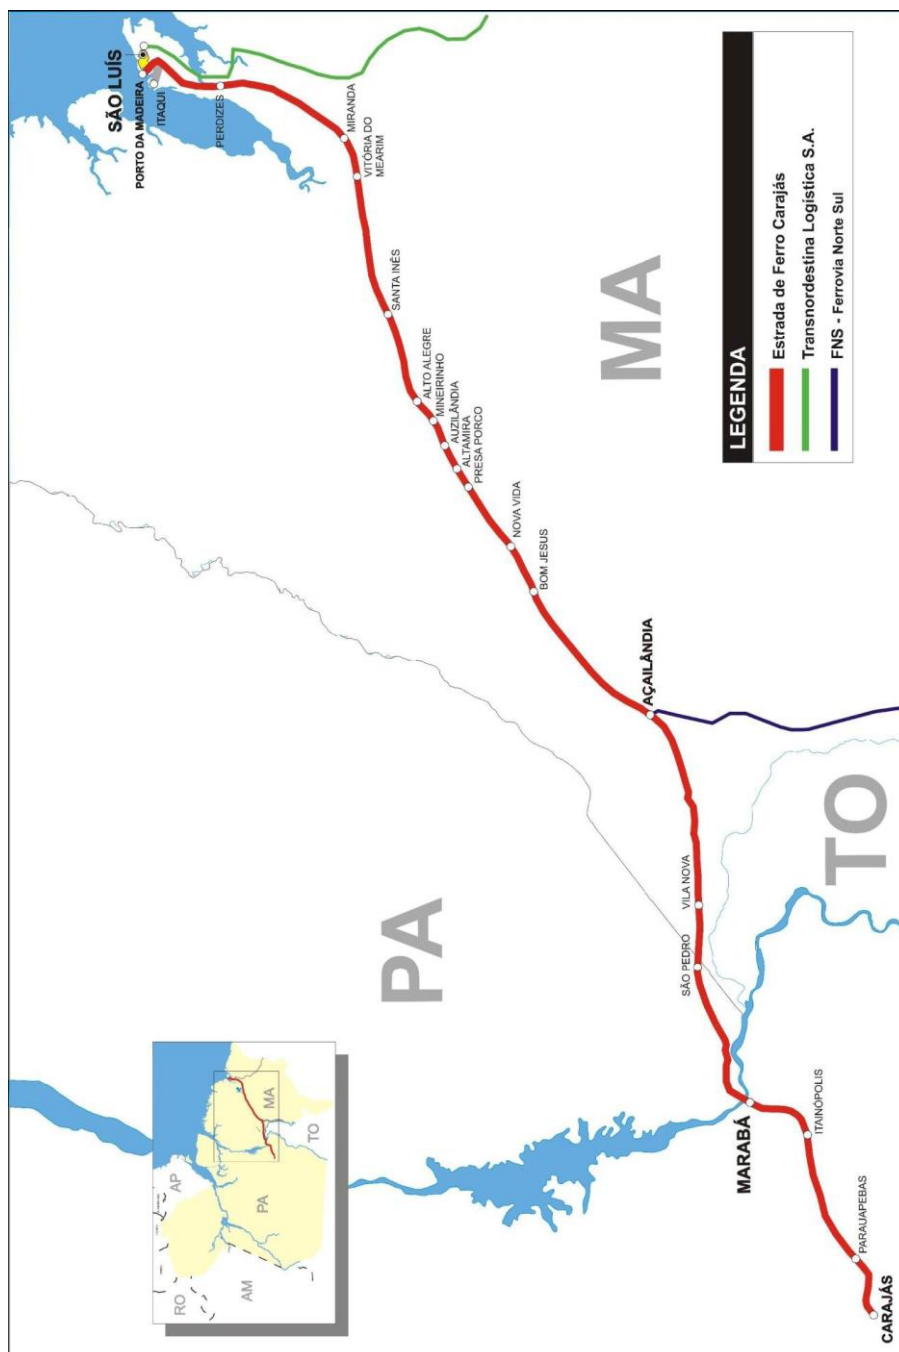 SÃO LUÍS
PORTO DA MADEIRA
ITAQUI
PERDIZES
MIRANDA
VITÓRIA DO
MEARIM
SANTA INÊS
ALTO ALEGRE
MINEIRINHO
AUZILÂNDIA
ALTAMIRA
PRESA PORCO
NOVA VIDA
BOM JESUS
AÇAILÂNDIA
VILA NOVA
SÃO PEDRO
MARABÁ
ITAINÓPOLIS
PARAUAPEBAS
CARAJÁS
PA
MA
TO
RO
AP
AM
PA
MA
TO
LEGENDA
Estrada de Ferro Carajás
Transnordestina Logística S.A.
FNS - Ferrovia Norte Sul